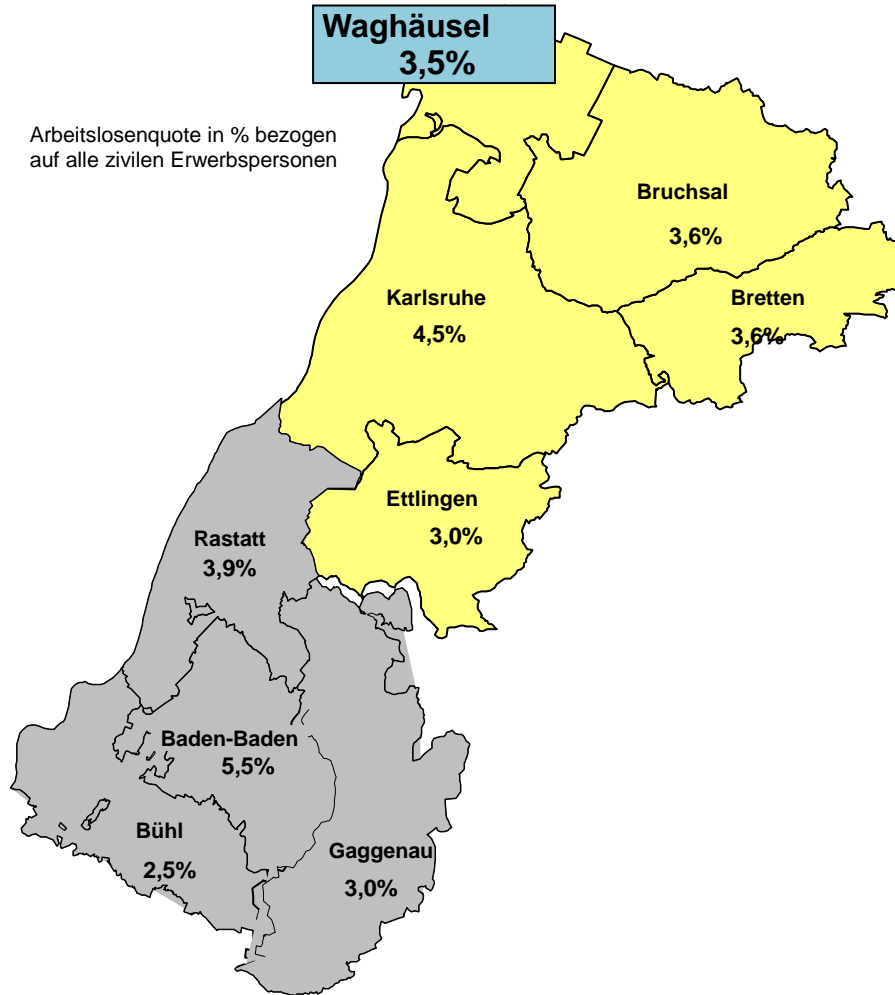 Waghäusel
3,5%
Arbeitslosenquote in % bezogen
auf alle zivilen Erwerbspersonen
Bruchsal
3,6%
Karlsruhe
4,5%
Bretten
3,6%
Ettlingen
3,0%
Rastatt
3,9%
Baden-Baden
5,5%
Bühl
2,5%
Gaggenau
3,0%